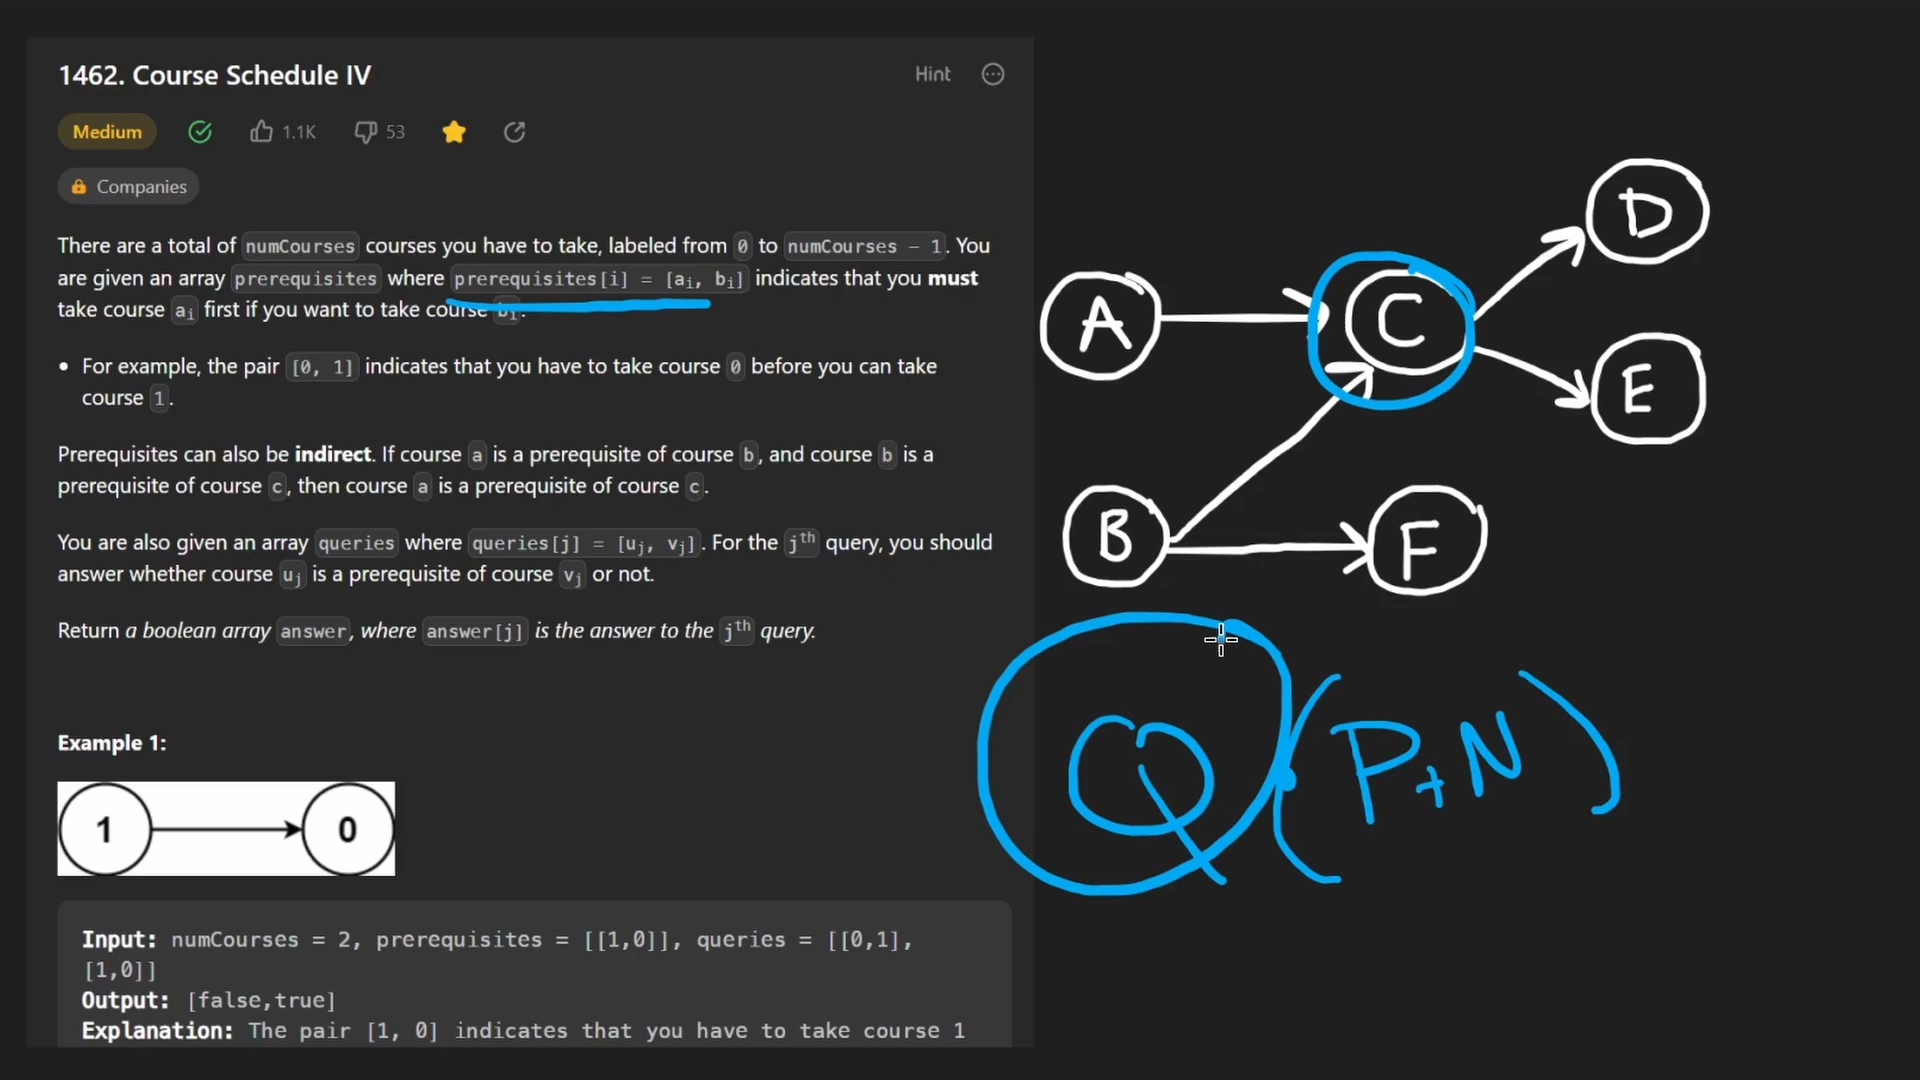 1462. Course Schedule IV
Hint
Medium
1.1K
53
Companies
There are a total of numCourses courses you have to take, labeled from 0 to numCourses - 1. You
are given an array prerequisites where prerequisites[i] = [ai, bi] indicates that you must
take course ai first if you want to take course bi.
• For example, the pair [0, 1] indicates that you have to take course 0 before you can take
course 1.
Prerequisites can also be indirect. If course a is a prerequisite of course b, and course b is a
prerequisite of course c, then course a is a prerequisite of course c.
You are also given an array queries where queries[j] = [uj, vj]. For the jth query, you should
answer whether course uj is a prerequisite of course vj or not.
Return a boolean array answer, where answer[j] is the answer to the jth query.
Example 1:
1
0
Input: numCourses = 2, prerequisites = [[1,0]], queries = [[0,1],
[1,0]]
Output: [false,true]
Explanation: The pair [1, 0] indicates that you have to take course 1
D
A
C
E
B
F
Q·(P+N)